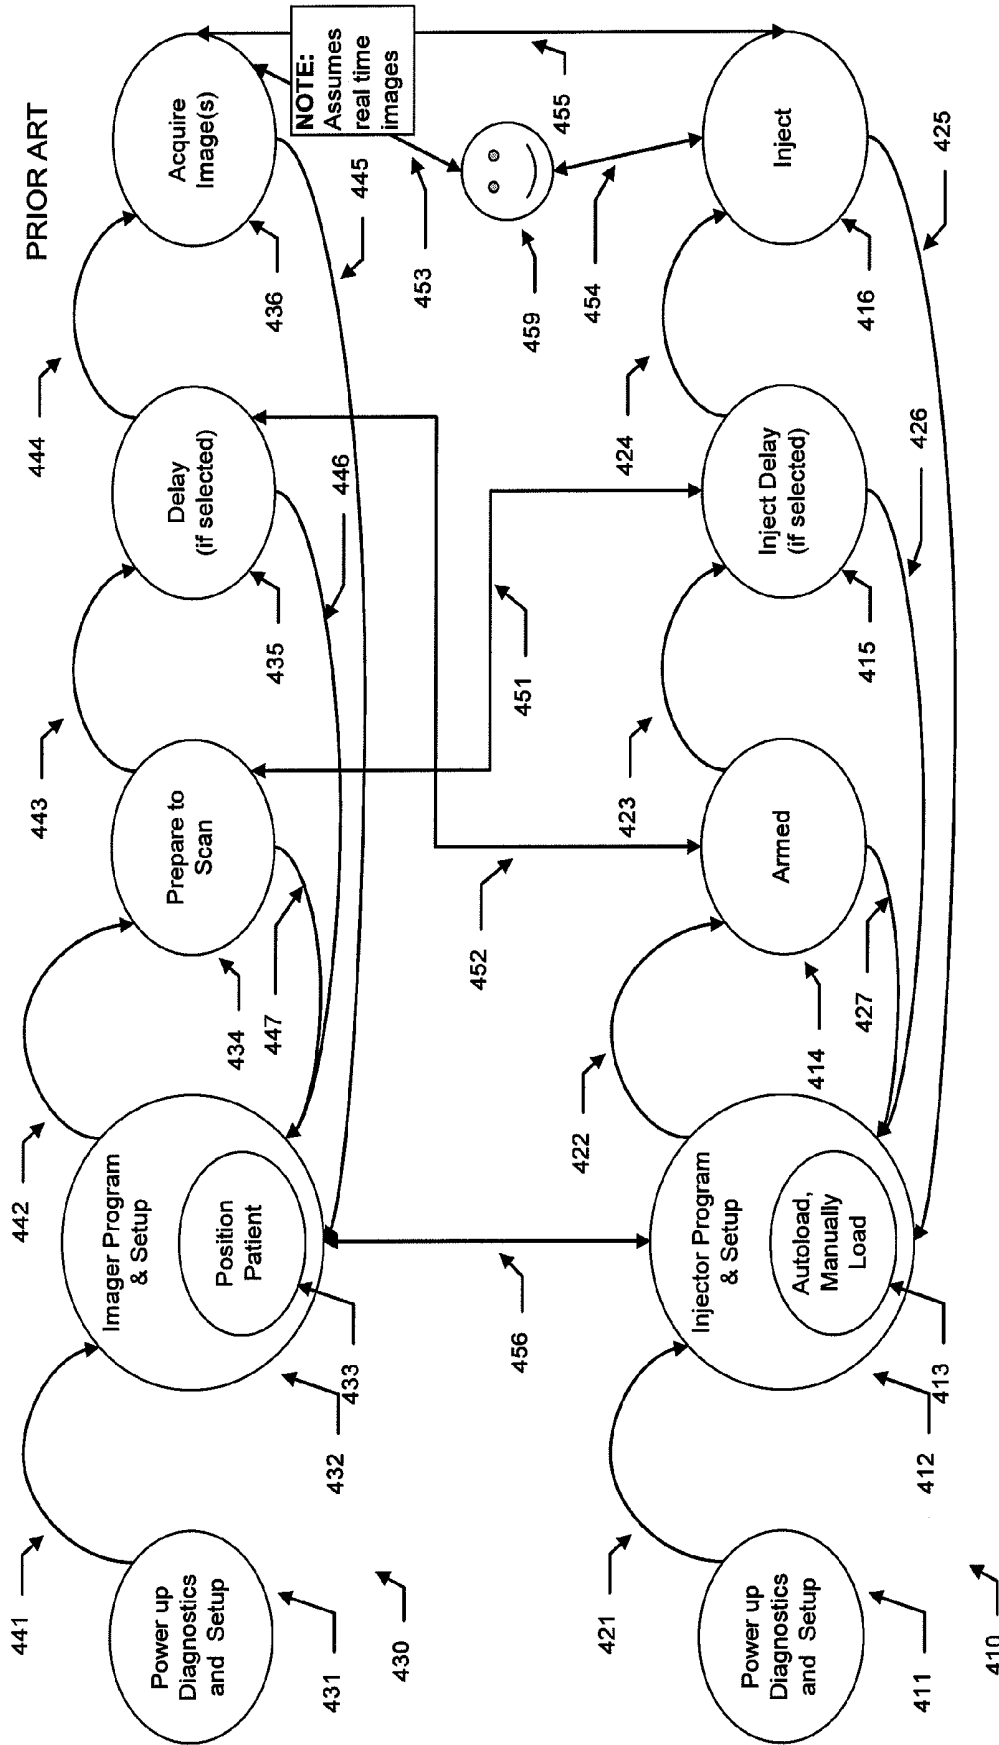 PRIOR ART
441
442
443
444
Power up
Diagnostics
and Setup
Imager Program
& Setup
Position
Patient
Prepare to
Scan
Delay
(if selected)
Acquire
Image(s)
431
432
433
434
447
435
446
436
445
430
NOTE:
Assumes
real time
images
456
452
451
459
453
454
455
421
422
423
424
Power up
Diagnostics
and Setup
Injector Program
& Setup
Autoload,
Manually
Load
Armed
Inject Delay
(if selected)
Inject
411
412
413
414
427
415
426
416
425
410